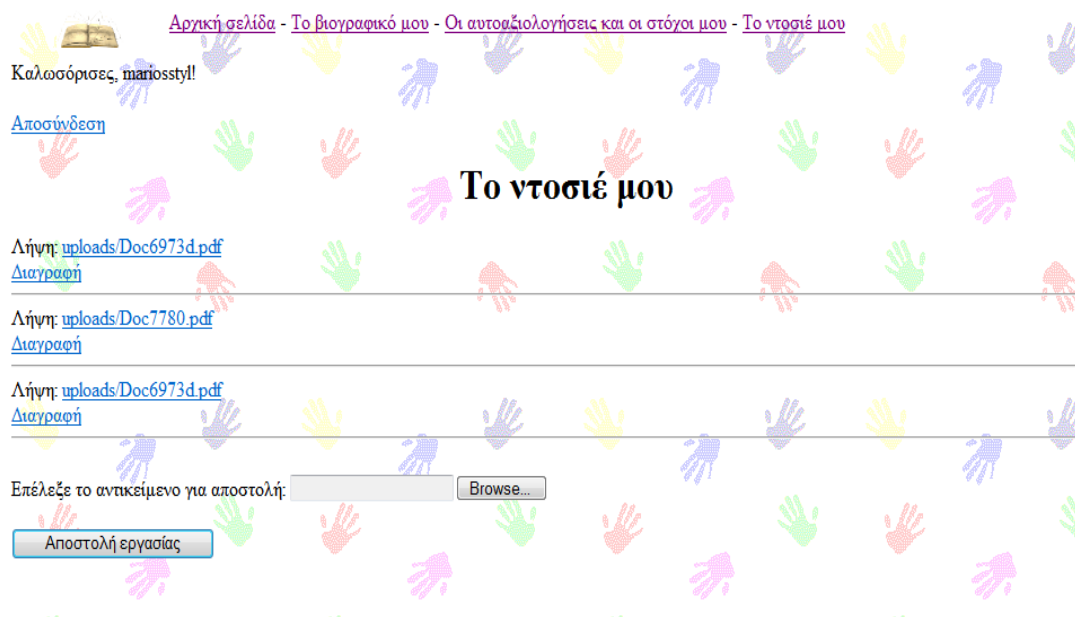 Αρχική σελίδα - Το βιογραφικό μου - Οι αυτοαξιολογήσεις και οι στόχοι μου - Το ντοσιέ μου
Καλωσόρισες, mariosstyl!
Αποσύνδεση
Το ντοσιέ μου
Λήψη: uploads/Doc6973d.pdf
Διαγραφή
Λήψη: uploads/Doc7780.pdf
Διαγραφή
Λήψη: uploads/Doc6973d.pdf
Διαγραφή
Επέλεξε το αντικείμενο για αποστολή: Browse...
Αποστολή εργασίας